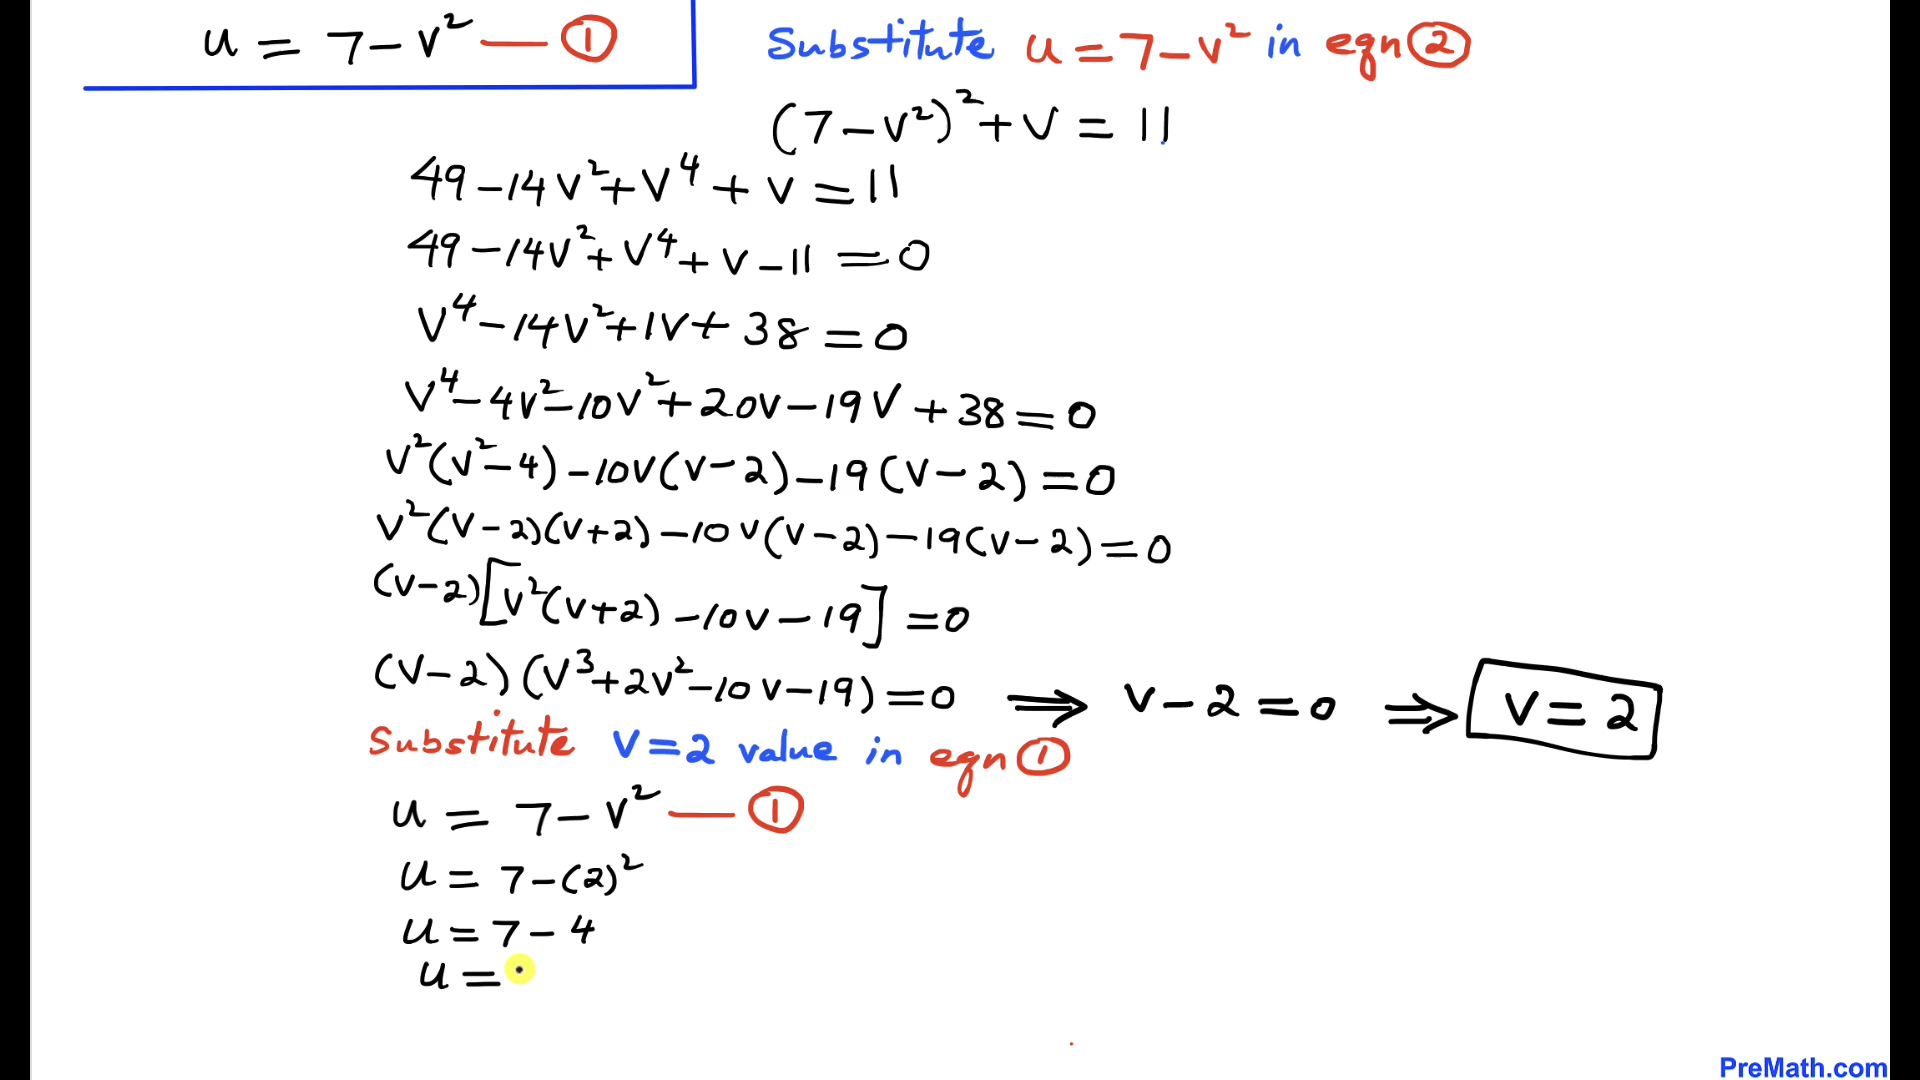 u = 7 - v² — ①
Substitute u = 7 - v² in eqn ②
(7 - v²)² + v = 11
49 - 14v² + v⁴ + v = 11
49 - 14v² + v⁴ + v - 11 = 0
v⁴ - 14v² + 1v + 38 = 0
v⁴ - 4v² - 10v² + 20v - 19v + 38 = 0
v²(v² - 4) - 10v(v - 2) - 19(v - 2) = 0
v²(v - 2)(v + 2) - 10v(v - 2) - 19(v - 2) = 0
(v - 2)[v²(v + 2) - 10v - 19] = 0
(v - 2)(v³ + 2v² - 10v - 19) = 0 ⇒ v - 2 = 0 ⇒ v = 2
Substitute v = 2 value in eqn ①
u = 7 - v² — ①
u = 7 - (2)²
u = 7 - 4
u =
PreMath.com